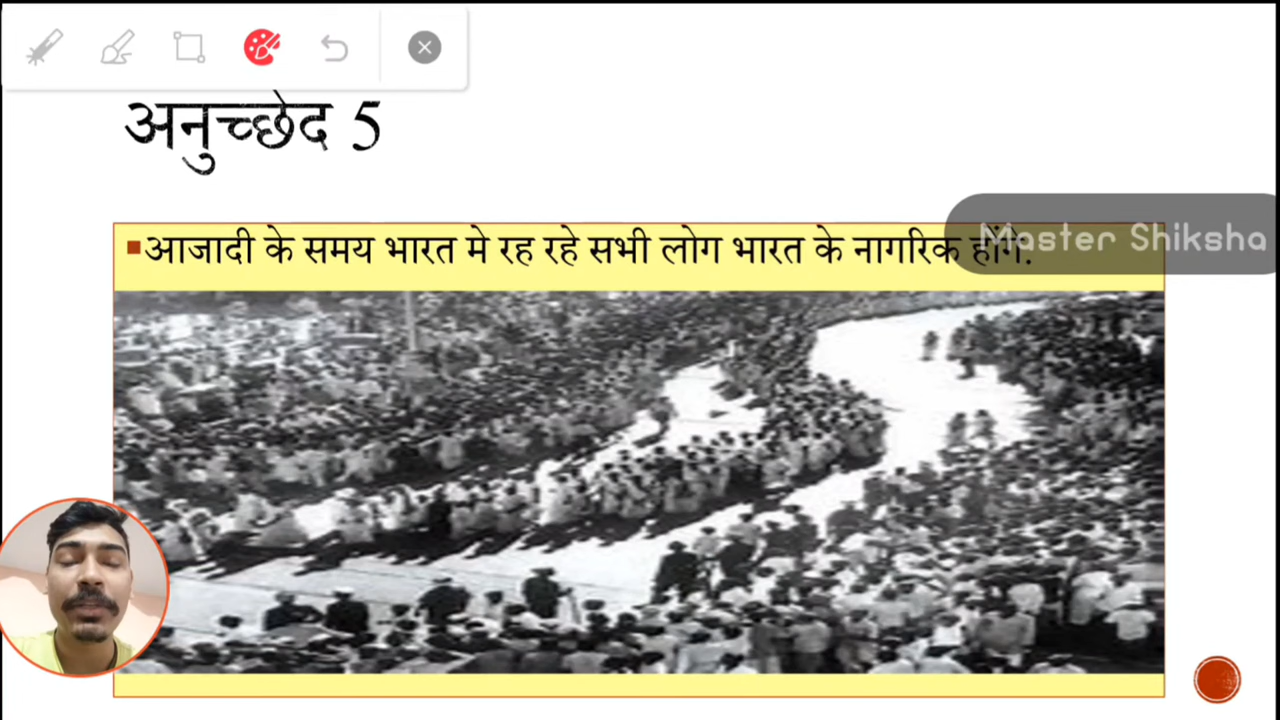 अनुच्छेद 5
Master Shiksha
आजादी के समय भारत मे रह रहे सभी लोग भारत के नागरिक होंगे.